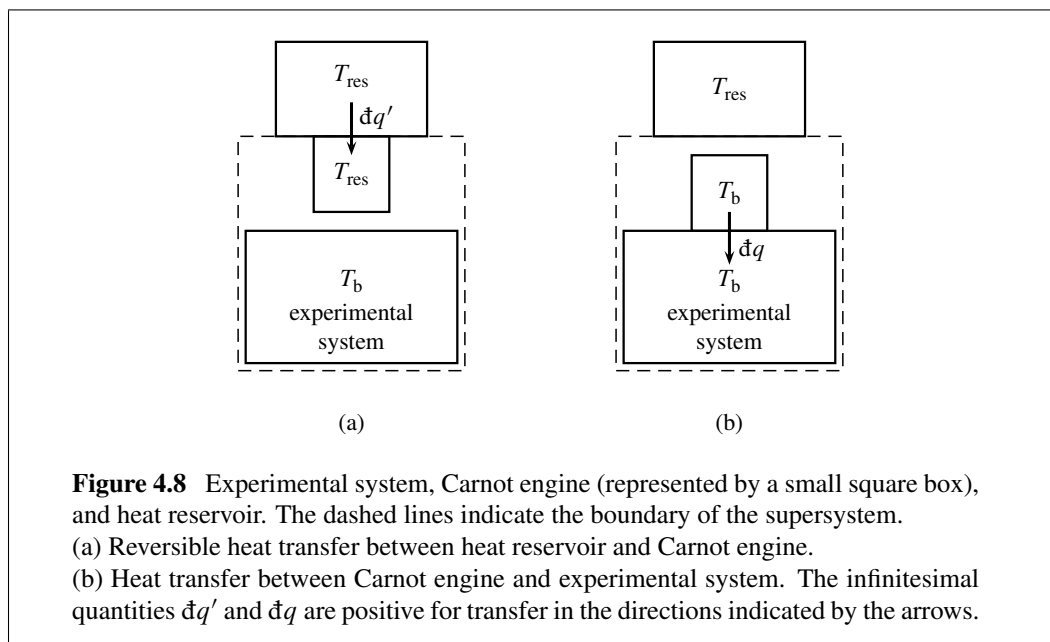 T_res
đq′
T_res
T_b
experimental
system
(a)
T_res
T_b
đq
T_b
experimental
system
(b)
Figure 4.8 Experimental system, Carnot engine (represented by a small square box),
and heat reservoir. The dashed lines indicate the boundary of the supersystem.
(a) Reversible heat transfer between heat reservoir and Carnot engine.
(b) Heat transfer between Carnot engine and experimental system. The infinitesimal
quantities đq′ and đq are positive for transfer in the directions indicated by the arrows.